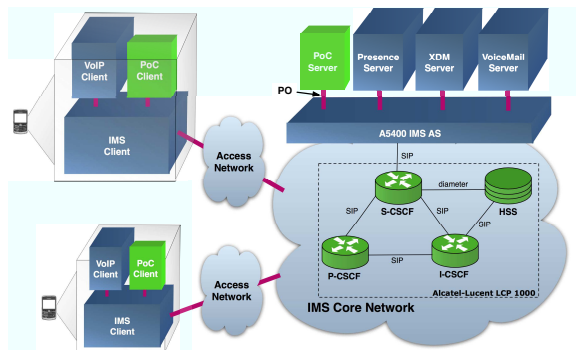 VoIP
Client
PoC
Client
IMS
Client
Access
Network
PoC
Server
Presence
Server
XDM
Server
VoiceMail
Server
PO
A5400 IMS AS
SIP
S-CSCF
diameter
HSS
SIP
SIP
SIP
P-CSCF
SIP
I-CSCF
Alcatel-Lucent LCP 1000
IMS Core Network
VoIP
Client
PoC
Client
IMS
Client
Access
Network